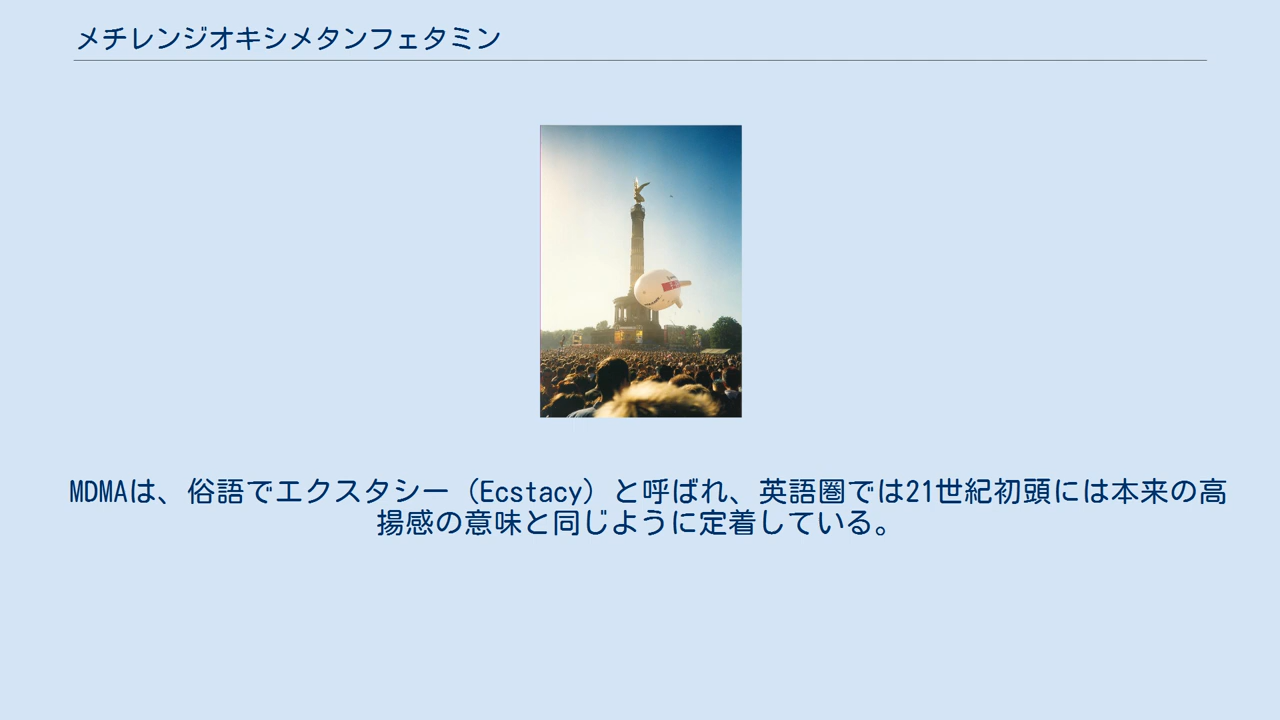 メチレンジオキシメタンフェタミン
MDMAは、俗語でエクスタシー（Ecstacy）と呼ばれ、英語圏では21世紀初頭には本来の高
揚感の意味と同じように定着している。